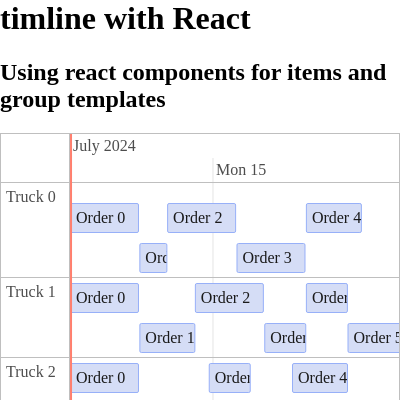 timline with React
Using react components for items and
group templates
July 2024
Mon 15
Truck 0
Order 0
Order 2
Order 4
Orc
Order 3
Truck 1
Order 0
Order 2
Order
Order 1
Order
Order 5
Truck 2
Order 0
Order
Order 4